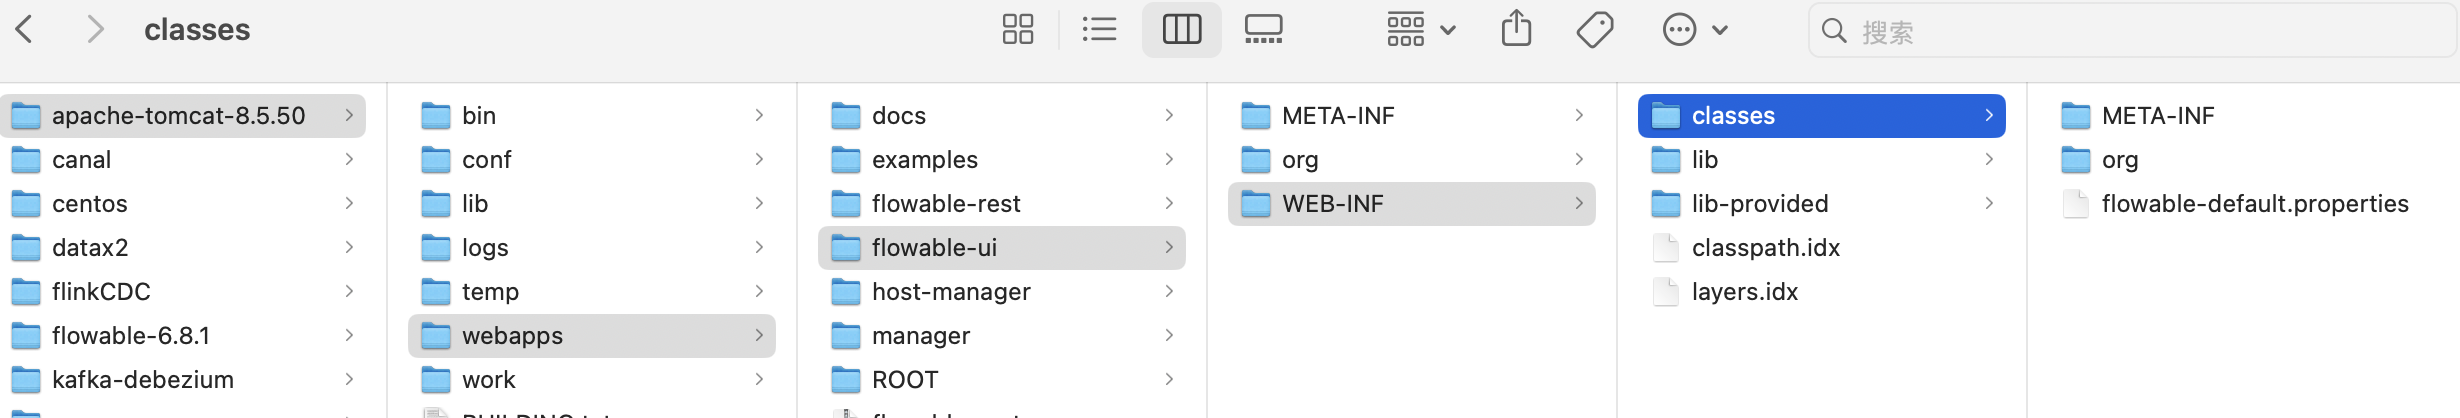 classes
搜索
apache-tomcat-8.5.50
canal
centos
datax2
flinkCDC
flowable-6.8.1
kafka-debezium
bin
conf
lib
logs
temp
webapps
work
docs
examples
flowable-rest
flowable-ui
host-manager
manager
ROOT
META-INF
org
WEB-INF
classes
lib
lib-provided
classpath.idx
layers.idx
META-INF
org
flowable-default.properties